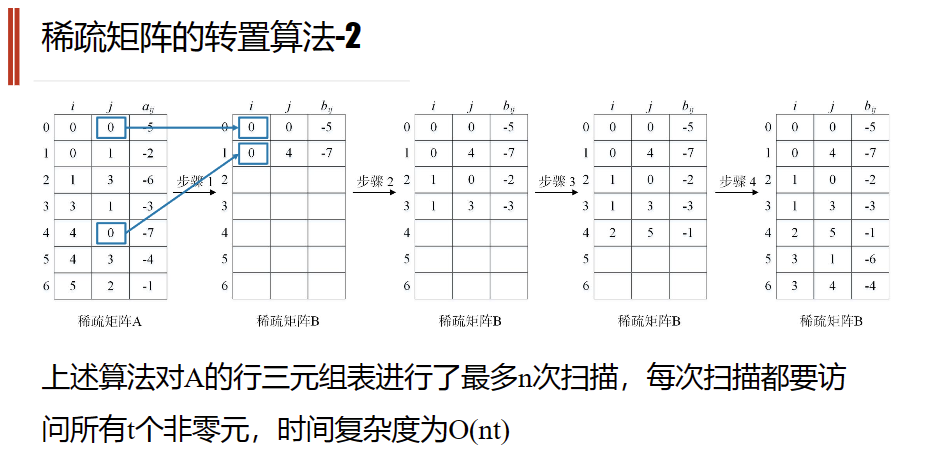 稀疏矩阵的转置算法-2
i j aij i j bij i j bij i j bij i j bij
0 0 0 -5 0 0 0 -5 0 0 0 -5 0 0 0 -5 0 0 0 -5
1 0 1 -2 1 0 4 -7 1 0 4 -7 1 0 4 -7 1 0 4 -7
2 1 3 -6 步骤 1 2 步骤 2 2 1 0 -2 步骤 3 2 1 0 -2 步骤 4 2 1 0 -2
3 3 1 -3 3 3 1 3 -3 3 1 3 -3 3 1 3 -3
4 4 0 -7 4 4 4 2 5 -1 4 2 5 -1
5 4 3 -4 5 5 5 5 3 1 -6
6 5 2 -1 6 6 6 6 3 4 -4
稀疏矩阵A 稀疏矩阵B 稀疏矩阵B 稀疏矩阵B 稀疏矩阵B
上述算法对A的行三元组表进行了最多n次扫描，每次扫描都要访
问所有t个非零元，时间复杂度为O(nt)